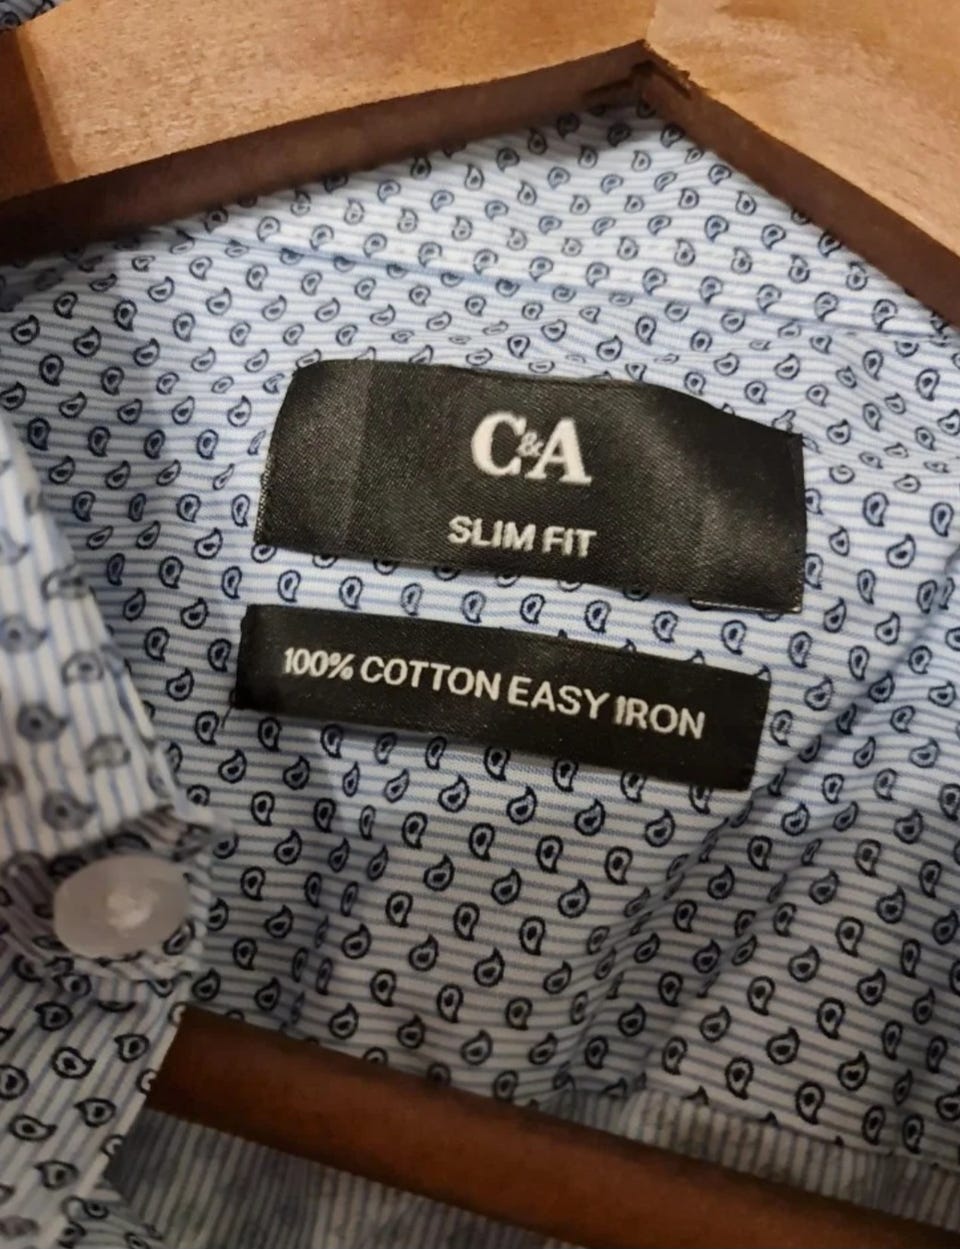 C&A
SLIM FIT
100% COTTON EASY IRON